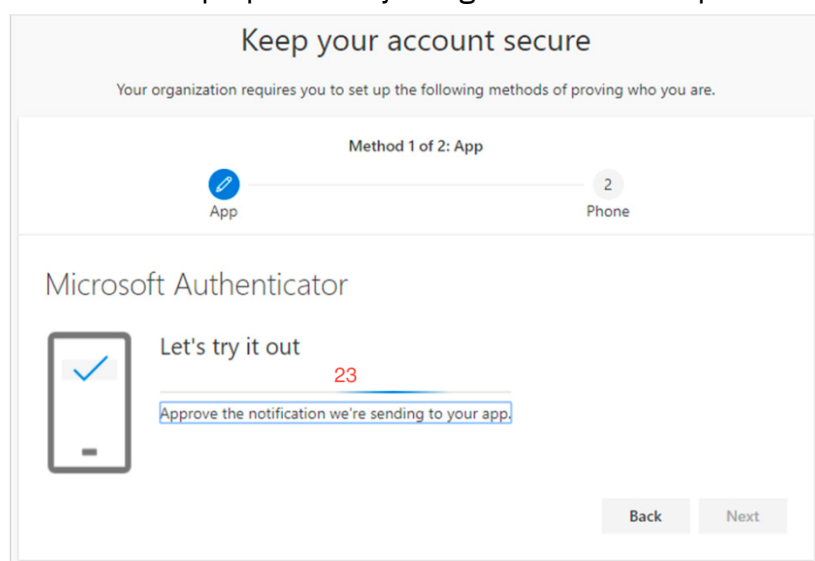 Keep your account secure
Your organization requires you to set up the following methods of proving who you are.
Method 1 of 2: App
2
App
Phone
Microsoft Authenticator
Let's try it out
23
Approve the notification we're sending to your app.
Back
Next